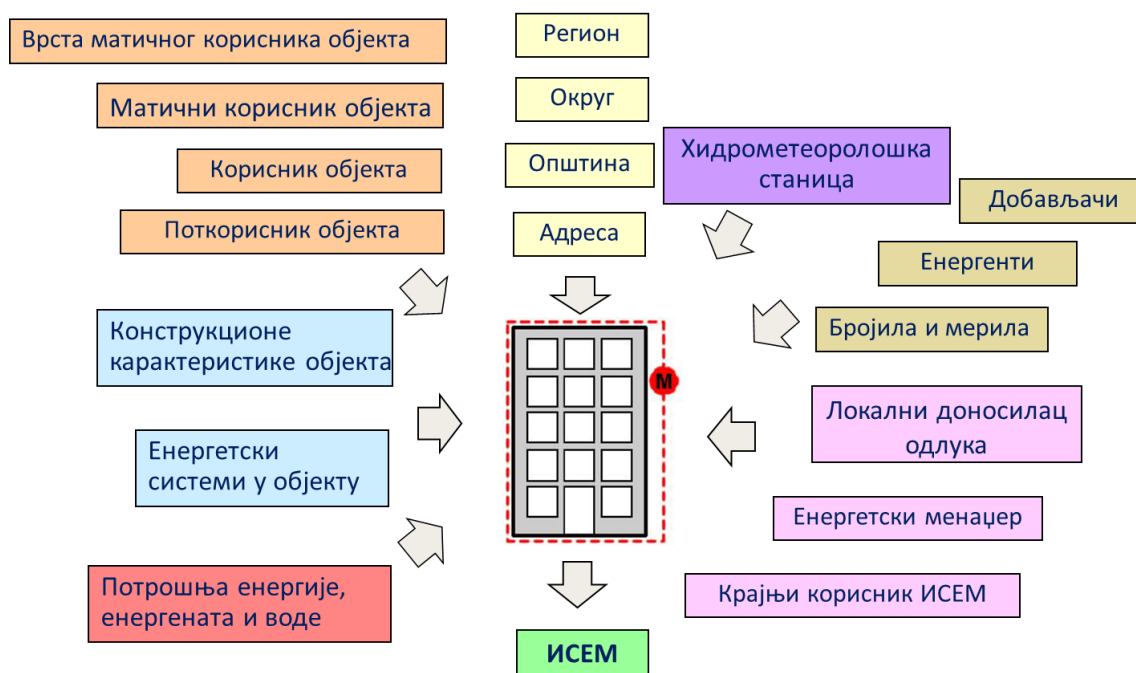 Врста матичног корисника објекта
Матични корисник објекта
Корисник објекта
Поткорисник објекта
Регион
Округ
Општина
Адреса
Хидрометеоролошка
станица
Добављачи
Енергенти
Бројила и мерила
Конструкционе
карактеристике објекта
Енергетски
системи у објекту
Потрошња енергије,
енергената и воде
М
Локални доносилац
одлука
Енергетски менаџер
Крајњи корисник ИСЕМ
ИСЕМ